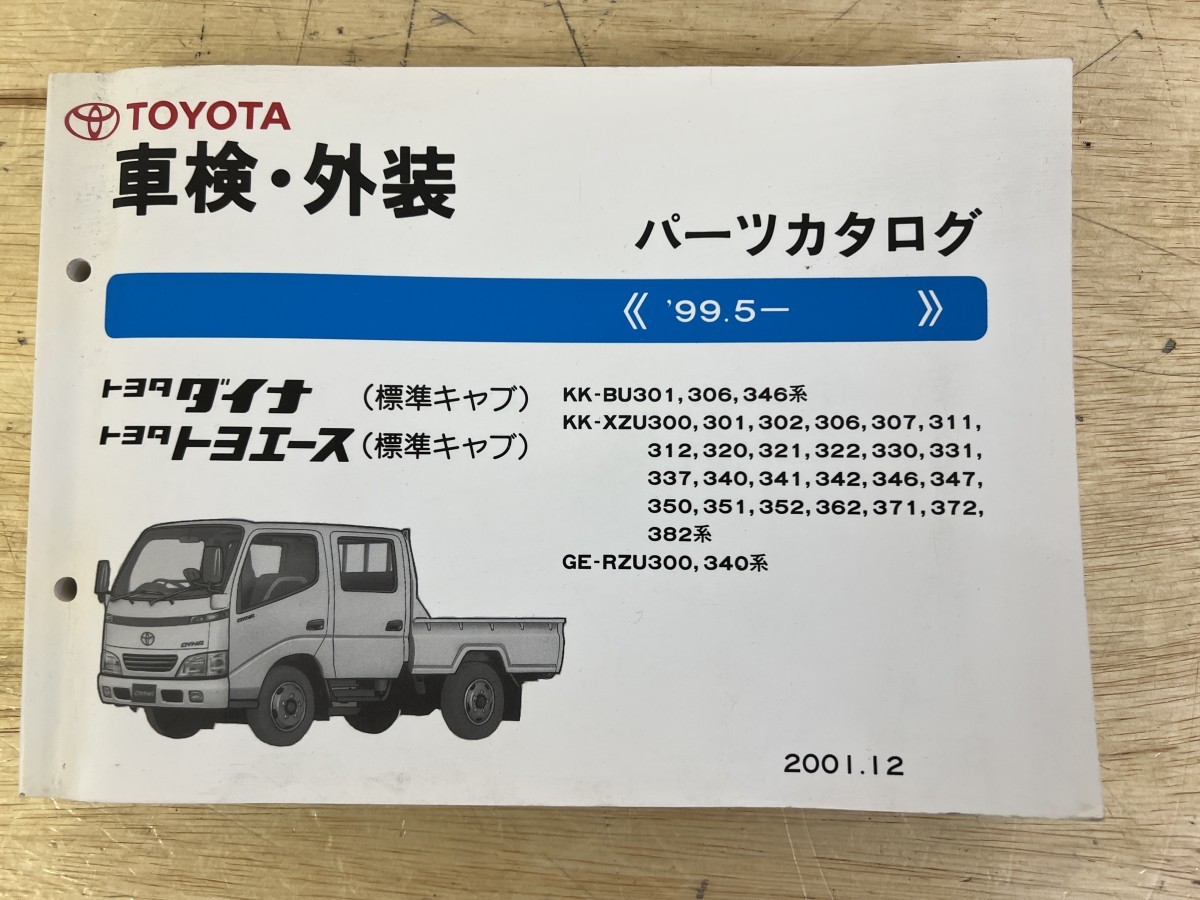 TOYOTA
車検・外装
パーツカタログ
《 '99.5－ 》
トヨタ ダイナ (標準キャブ)
トヨタ トヨエース (標準キャブ)
KK-BU301,306,346系
KK-XZU300,301,302,306,307,311,
312,320,321,322,330,331,
337,340,341,342,346,347,
350,351,352,362,371,372,
382系
GE-RZU300,340系
DYNA
2001.12